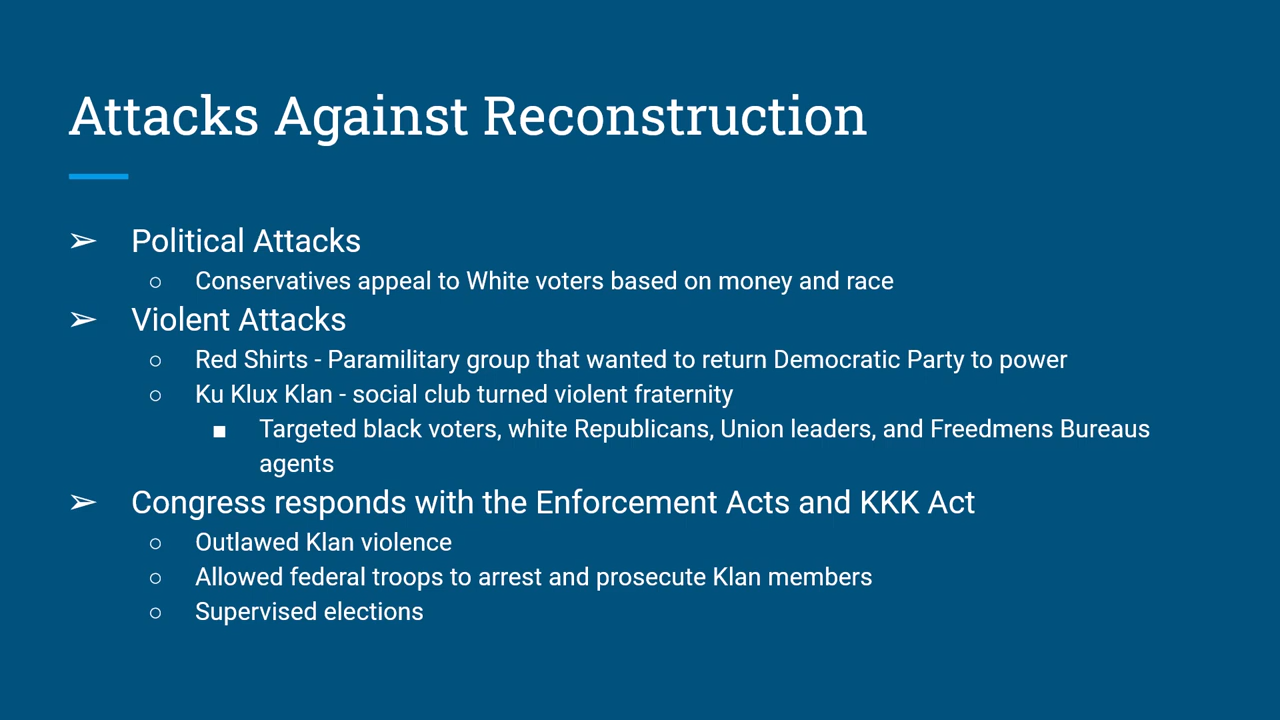 Attacks Against Reconstruction
➢ Political Attacks
○ Conservatives appeal to White voters based on money and race
➢ Violent Attacks
○ Red Shirts - Paramilitary group that wanted to return Democratic Party to power
○ Ku Klux Klan - social club turned violent fraternity
■ Targeted black voters, white Republicans, Union leaders, and Freedmens Bureaus
agents
➢ Congress responds with the Enforcement Acts and KKK Act
○ Outlawed Klan violence
○ Allowed federal troops to arrest and prosecute Klan members
○ Supervised elections